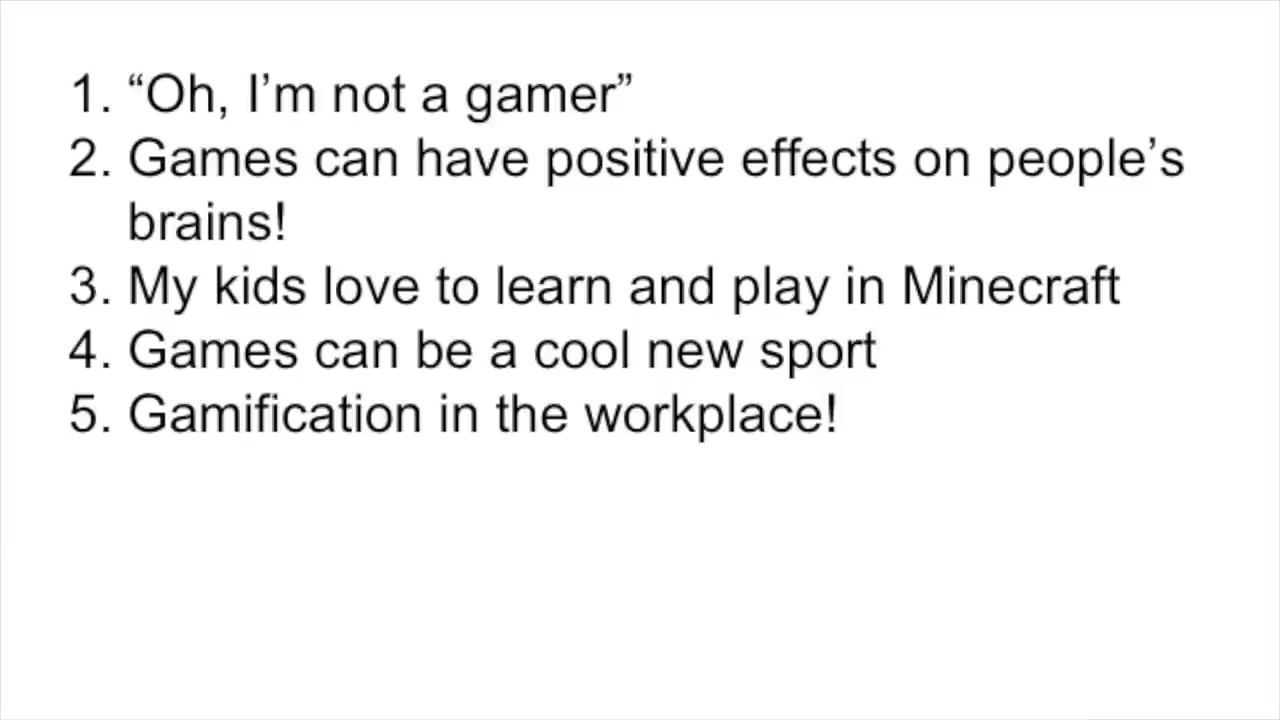 1. “Oh, I’m not a gamer”
2. Games can have positive effects on people’s
brains!
3. My kids love to learn and play in Minecraft
4. Games can be a cool new sport
5. Gamification in the workplace!